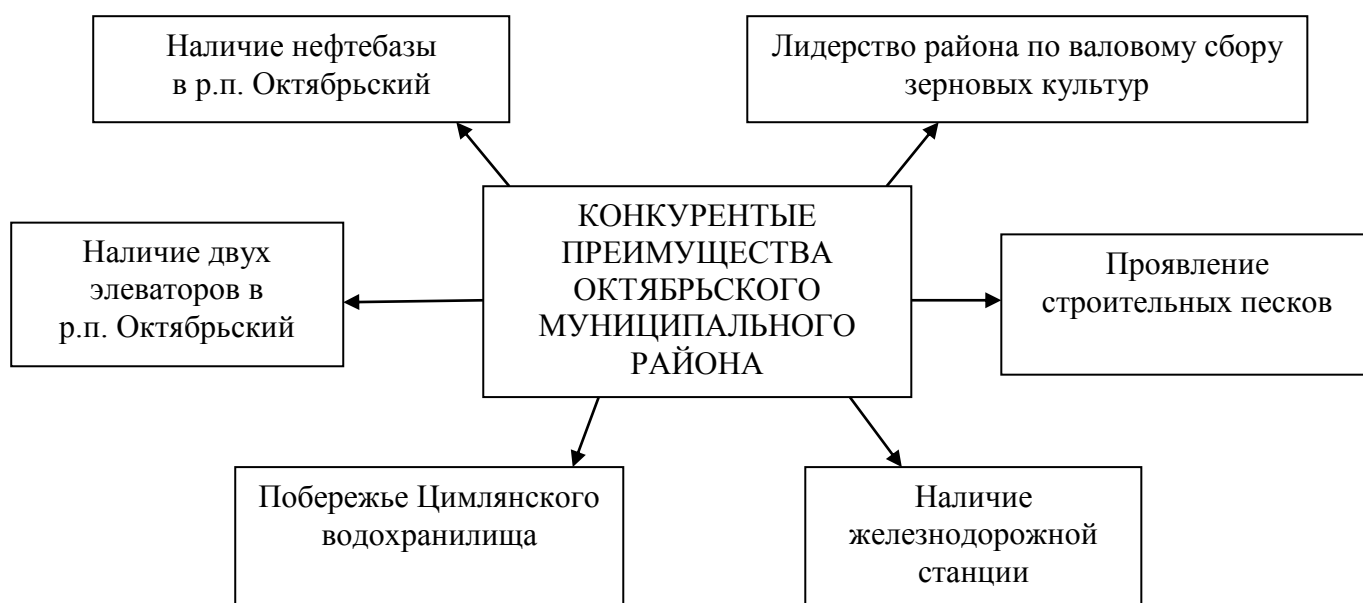 Наличие нефтебазы
в р.п. Октябрьский
Лидерство района по валовому сбору
зерновых культур
КОНКУРЕНТЫЕ
ПРЕИМУЩЕСТВА
ОКТЯБРЬСКОГО
МУНИЦИПАЛЬНОГО
РАЙОНА
Наличие двух
элеваторов в
р.п. Октябрьский
Проявление
строительных песков
Побережье Цимлянского
водохранилища
Наличие
железнодорожной
станции